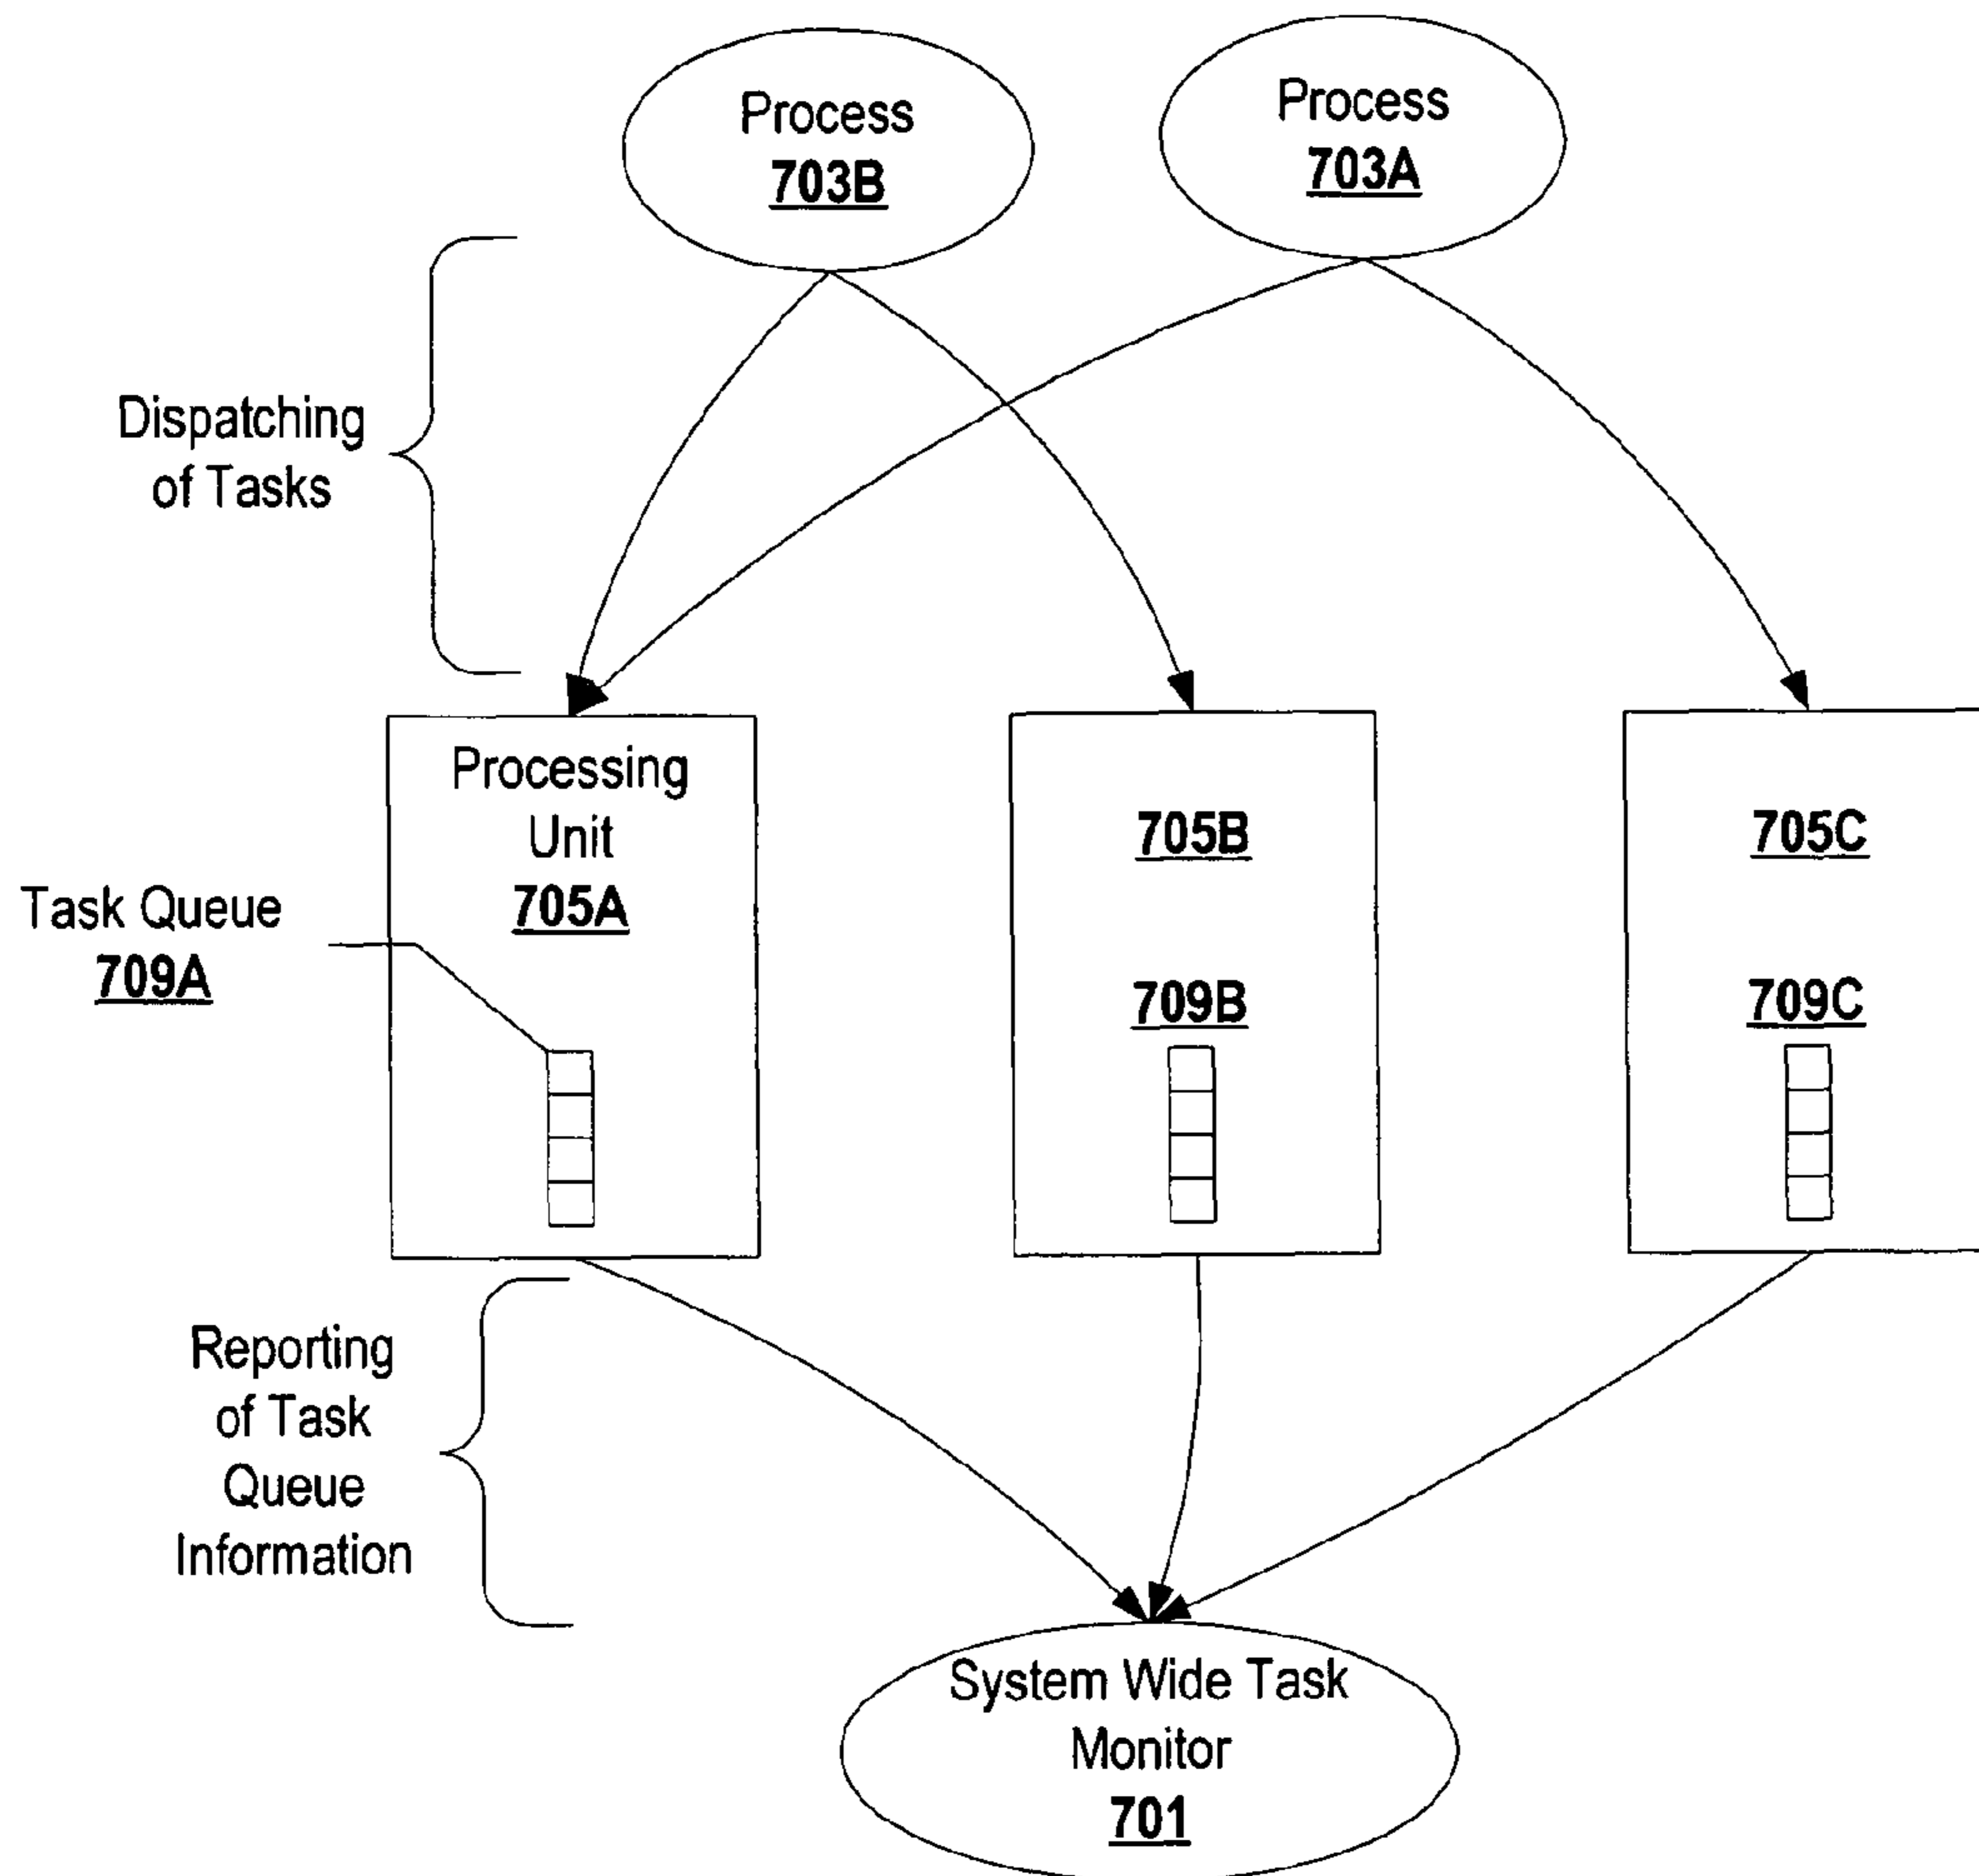 Process
703B
Process
703A
Dispatching
of Tasks
Processing
Unit
705A
705B
705C
Task Queue
709A
709B
709C
Reporting
of Task
Queue
Information
System Wide Task
Monitor
701